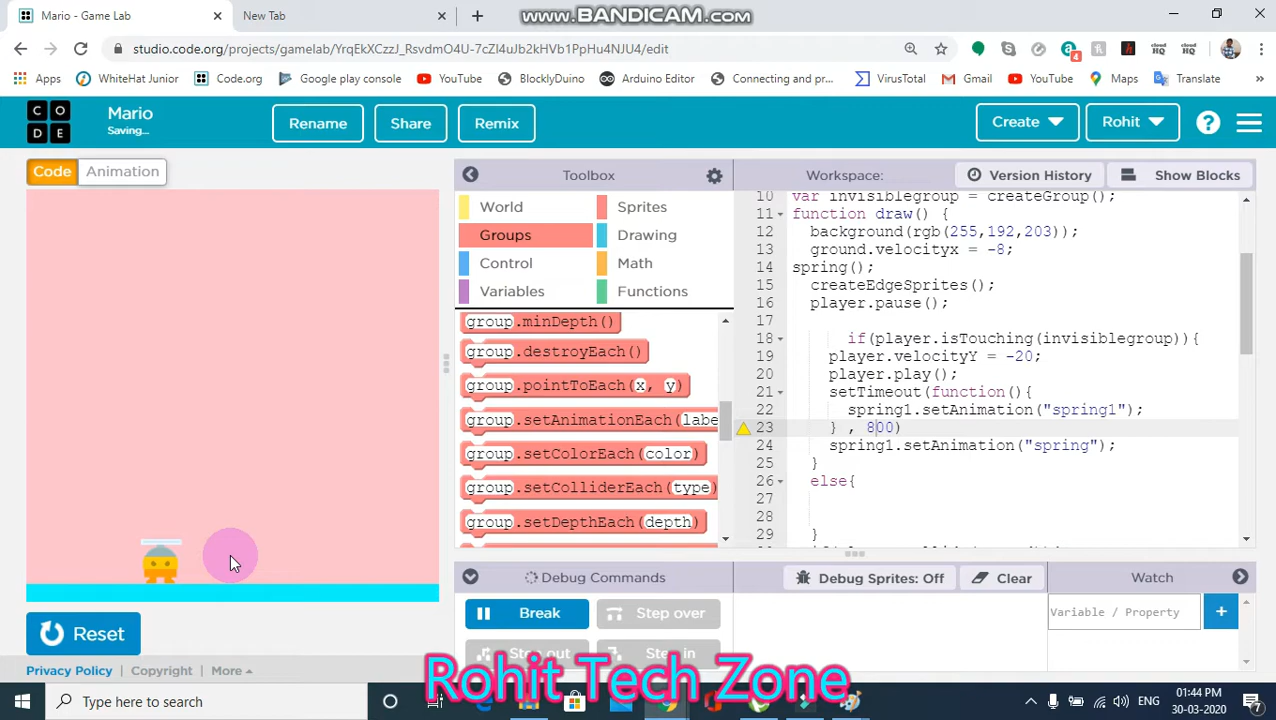 Mario - Game Lab
New Tab
www.BANDICAM.com
studio.code.org/projects/gamelab/YrqEkXCzzJ_RsvdmO4U-7cZl4uJb2kHVb1PpHu4NJU4/edit
Apps
WhiteHat Junior
Code.org
Google play console
YouTube
BlocklyDuino
Arduino Editor
Connecting and pr...
VirusTotal
Gmail
YouTube
Maps
Translate
CODE
Mario
Saving...
Rename
Share
Remix
Create
Rohit
Code
Animation
Toolbox
Workspace:
Version History
Show Blocks
World
Sprites
Groups
Drawing
Control
Math
Variables
Functions
group.minDepth()
group.destroyEach()
group.pointToEach(x, y)
group.setAnimationEach(labe
group.setColorEach(color)
group.setColliderEach(type)
group.setDepthEach(depth)
10 var invisiblegroup = createGroup();
11 function draw() {
12 background(rgb(255,192,203));
13 ground.velocityx = -8;
14 spring();
15 createEdgeSprites();
16 player.pause();
17
18 if(player.isTouching(invisiblegroup)){
19 player.velocityY = -20;
20 player.play();
21 setTimeout(function(){
22 spring1.setAnimation("spring1");
23 } , 800)
24 spring1.setAnimation("spring");
25 }
26 else{
27
28
29 }
Debug Commands
Debug Sprites: Off
Clear
Watch
Break
Step over
Step out
Step in
Variable / Property
Reset
Privacy Policy
Copyright
More
Rohit Tech Zone
Type here to search
ENG
01:44 PM
30-03-2020
7